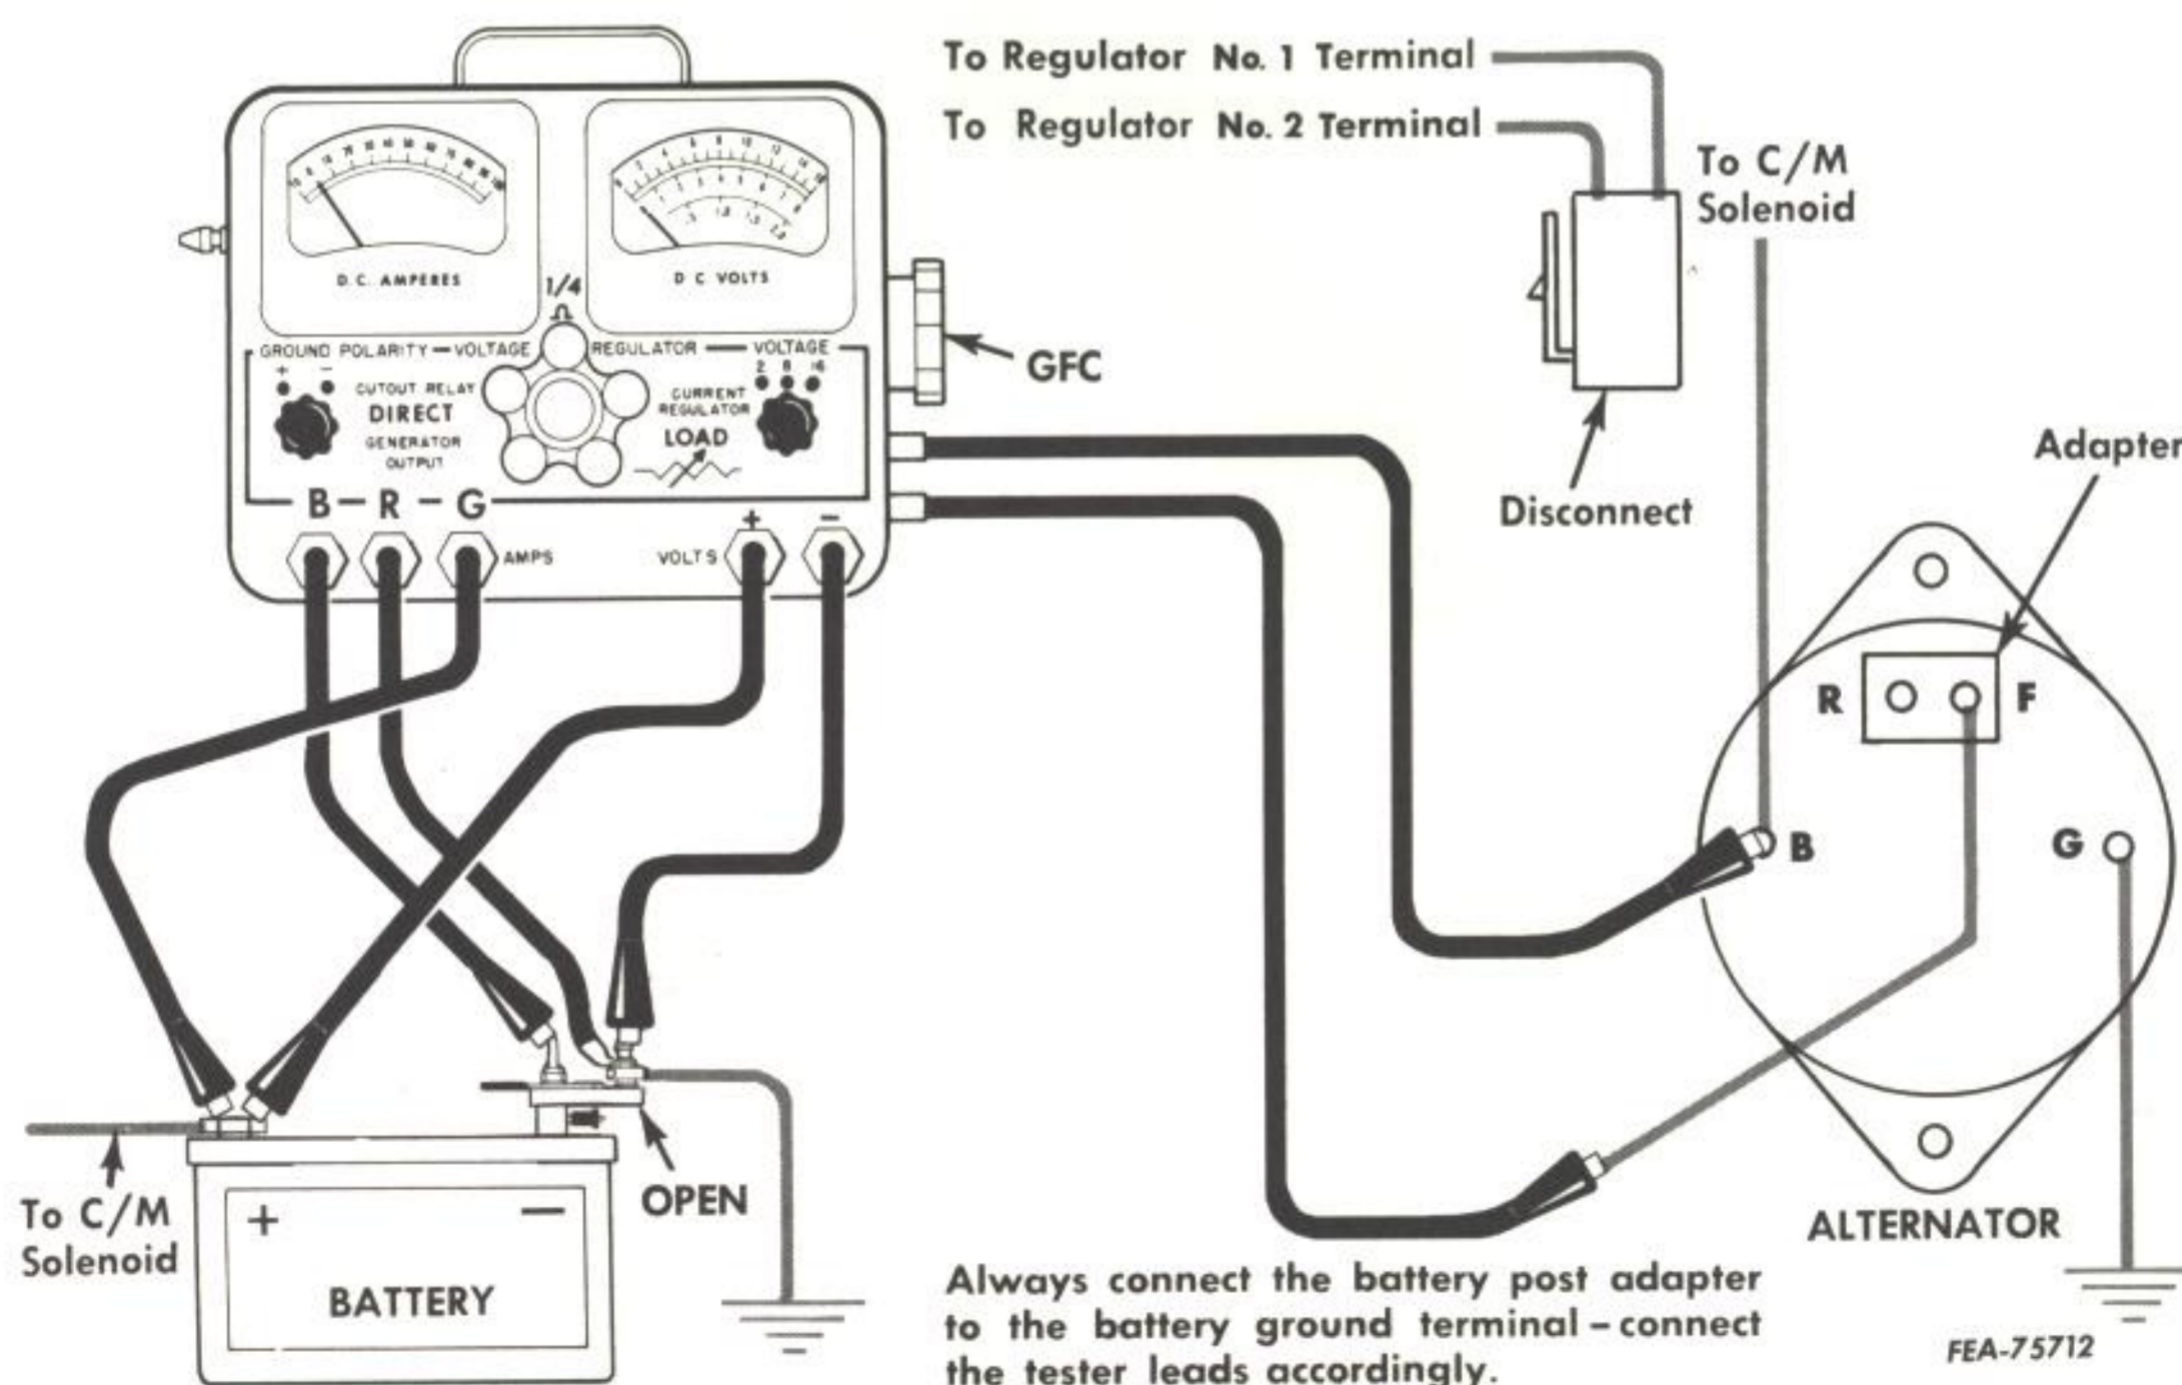 To Regulator No. 1 Terminal
To Regulator No. 2 Terminal
To C/M
Solenoid
D.C. AMPERES
D C VOLTS
1/4
Ω
GROUND POLARITY — VOLTAGE REGULATOR — VOLTAGE
+ -
2 8 16
CUTOUT RELAY
DIRECT
GENERATOR
OUTPUT
CURRENT
REGULATOR
LOAD
GFC
B - R - G
AMPS
VOLTS
+ -
Disconnect
Adapter
R
F
B
G
ALTERNATOR
OPEN
To C/M
Solenoid
+ -
BATTERY
Always connect the battery post adapter
to the battery ground terminal - connect
the tester leads accordingly.
FEA-75712